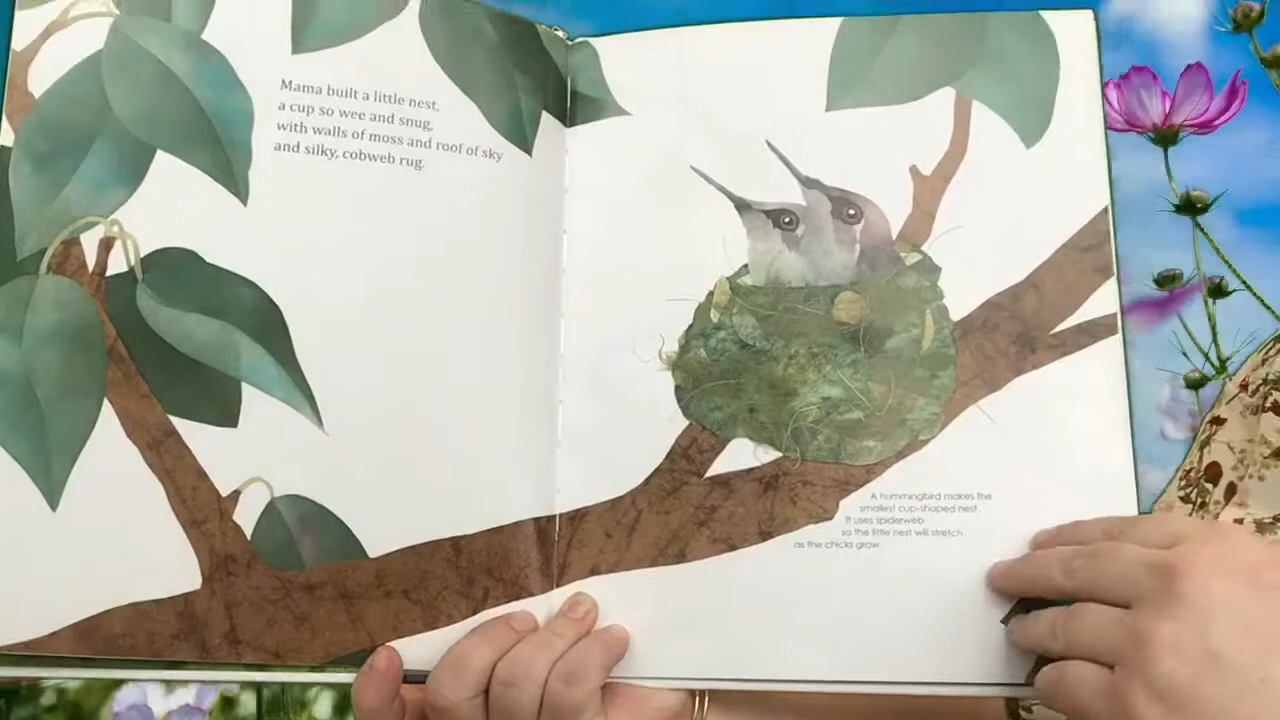 Mama built a little nest,
a cup so wee and snug,
with walls of moss and roof of sky
and silky, cobweb rug.
A hummingbird makes the
smallest cup-shaped nest.
It uses spiderweb
so the little nest will stretch
as the chicks grow.